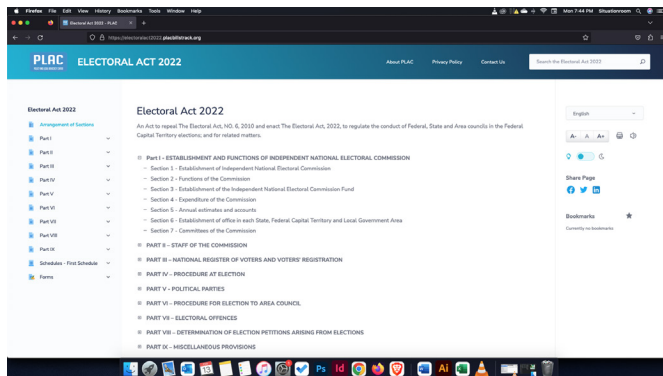 Firefox File Edit View History Bookmarks Tools Window Help
Mon 7:44 PM Situationroom
Electoral Act 2022 - PLAC
https://electoralact2022.placbillstrack.org
PLAC ELECTORAL ACT 2022
About PLAC Privacy Policy Contact Us Search the Electoral Act 2022
Electoral Act 2022
Arrangement of Sections
Part I
Part II
Part III
Part IV
Part V
Part VI
Part VII
Part VIII
Part IX
Schedules - First Schedule
Forms
Electoral Act 2022
An Act to repeal The Electoral Act, NO. 6, 2010 and enact The Electoral Act, 2022, to regulate the conduct of Federal, State and Area councils in the Federal
Capital Territory elections; and for related matters.
Part I - ESTABLISHMENT AND FUNCTIONS OF INDEPENDENT NATIONAL ELECTORAL COMMISSION
– Section 1 - Establishment of Independent National Electoral Commission
– Section 2 - Functions of the Commission
– Section 3 - Establishment of the Independent National Electoral Commission Fund
– Section 4 - Expenditure of the Commission
– Section 5 - Annual estimates and accounts
– Section 6 - Establishment of office in each State, Federal Capital Territory and Local Government Area
– Section 7 - Committees of the Commission
PART II – STAFF OF THE COMMISSION
PART III – NATIONAL REGISTER OF VOTERS AND VOTERS' REGISTRATION
PART IV – PROCEDURE AT ELECTION
PART V - POLITICAL PARTIES
PART VI – PROCEDURE FOR ELECTION TO AREA COUNCIL
PART VII – ELECTORAL OFFENCES
PART VIII – DETERMINATION OF ELECTION PETITIONS ARISING FROM ELECTIONS
PART IX – MISCELLANEOUS PROVISIONS
English
A- A A+
Share Page
Bookmarks
Currently no bookmarks
Ps Id Ai